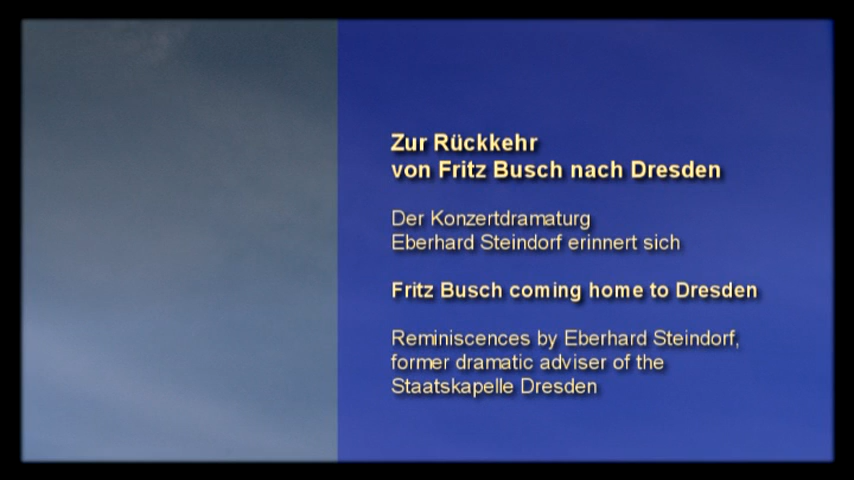 Zur Rückkehr
von Fritz Busch nach Dresden
Der Konzertdramaturg
Eberhard Steindorf erinnert sich
Fritz Busch coming home to Dresden
Reminiscences by Eberhard Steindorf,
former dramatic adviser of the
Staatskapelle Dresden